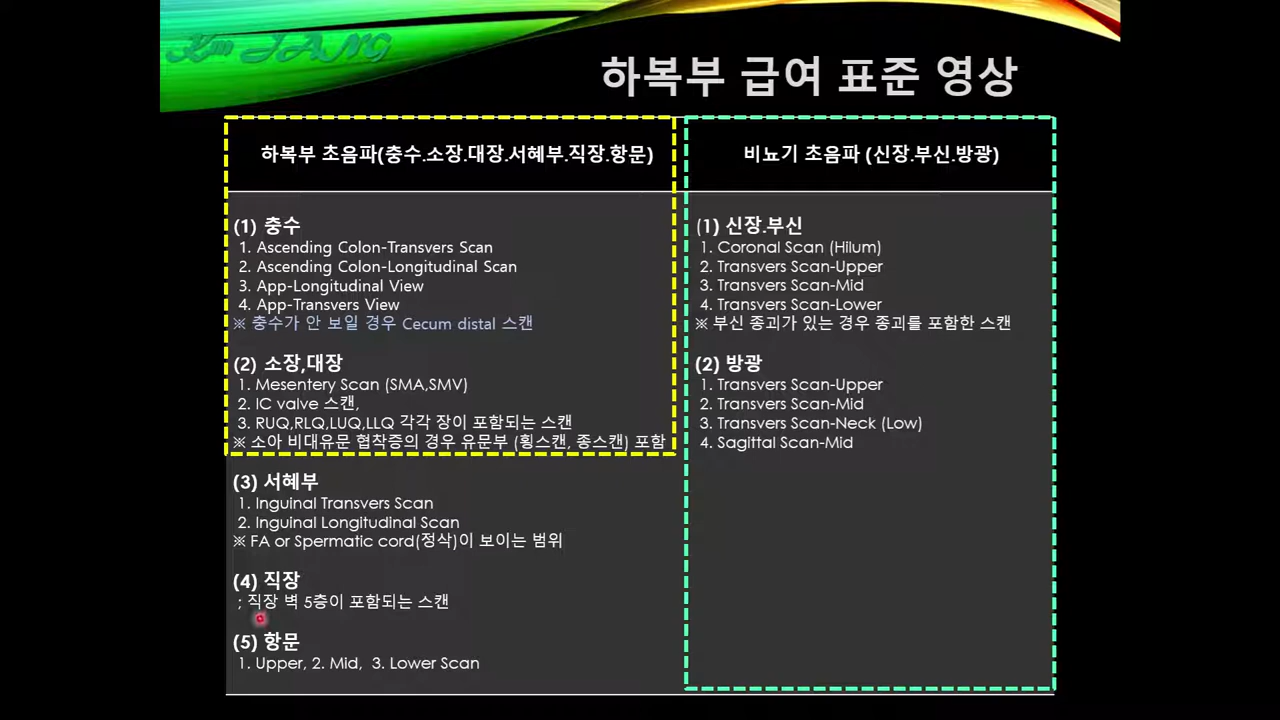 Km JANG
하복부 급여 표준 영상
하복부 초음파(충수.소장.대장.서혜부.직장.항문)
(1) 충수
1. Ascending Colon-Transvers Scan
2. Ascending Colon-Longitudinal Scan
3. App-Longitudinal View
4. App-Transvers View
※ 충수가 안 보일 경우 Cecum distal 스캔
(2) 소장,대장
1. Mesentery Scan (SMA,SMV)
2. IC valve 스캔,
3. RUQ,RLQ,LUQ,LLQ 각각 장이 포함되는 스캔
※ 소아 비대유문 협착증의 경우 유문부 (횡스캔, 종스캔) 포함
(3) 서혜부
1. Inguinal Transvers Scan
2. Inguinal Longitudinal Scan
※ FA or Spermatic cord(정삭)이 보이는 범위
(4) 직장
; 직장 벽 5층이 포함되는 스캔
(5) 항문
1. Upper, 2. Mid, 3. Lower Scan
비뇨기 초음파 (신장.부신.방광)
(1) 신장.부신
1. Coronal Scan (Hilum)
2. Transvers Scan-Upper
3. Transvers Scan-Mid
4. Transvers Scan-Lower
※ 부신 종괴가 있는 경우 종괴를 포함한 스캔
(2) 방광
1. Transvers Scan-Upper
2. Transvers Scan-Mid
3. Transvers Scan-Neck (Low)
4. Sagittal Scan-Mid